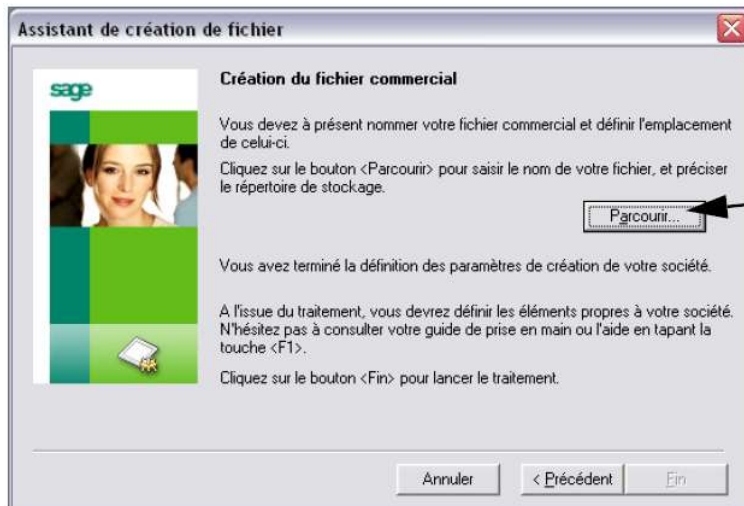 Assistant de création de fichier
sage
Création du fichier commercial
Vous devez à présent nommer votre fichier commercial et définir l'emplacement
de celui-ci.
Cliquez sur le bouton <Parcourir> pour saisir le nom de votre fichier, et préciser
le répertoire de stockage.
Parcourir...
Vous avez terminé la définition des paramètres de création de votre société.
A l'issue du traitement, vous devrez définir les éléments propres à votre société.
N'hésitez pas à consulter votre guide de prise en main ou l'aide en tapant la
touche <F1>.
Cliquez sur le bouton <Fin> pour lancer le traitement.
Annuler
< Précédent
Fin